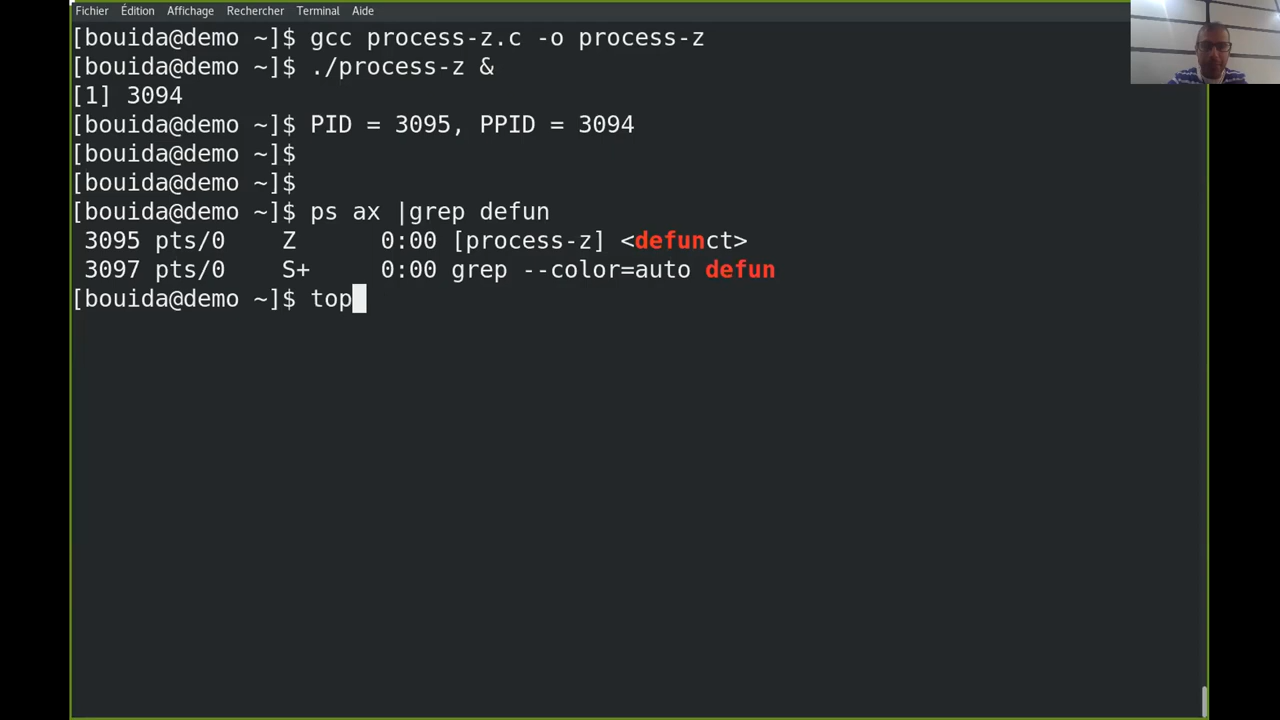 Fichier Édition Affichage Rechercher Terminal Aide
[bouida@demo ~]$ gcc process-z.c -o process-z
[bouida@demo ~]$ ./process-z &
[1] 3094
[bouida@demo ~]$ PID = 3095, PPID = 3094
[bouida@demo ~]$
[bouida@demo ~]$
[bouida@demo ~]$ ps ax |grep defun
3095 pts/0 Z 0:00 [process-z] <defunct>
3097 pts/0 S+ 0:00 grep --color=auto defun
[bouida@demo ~]$ top